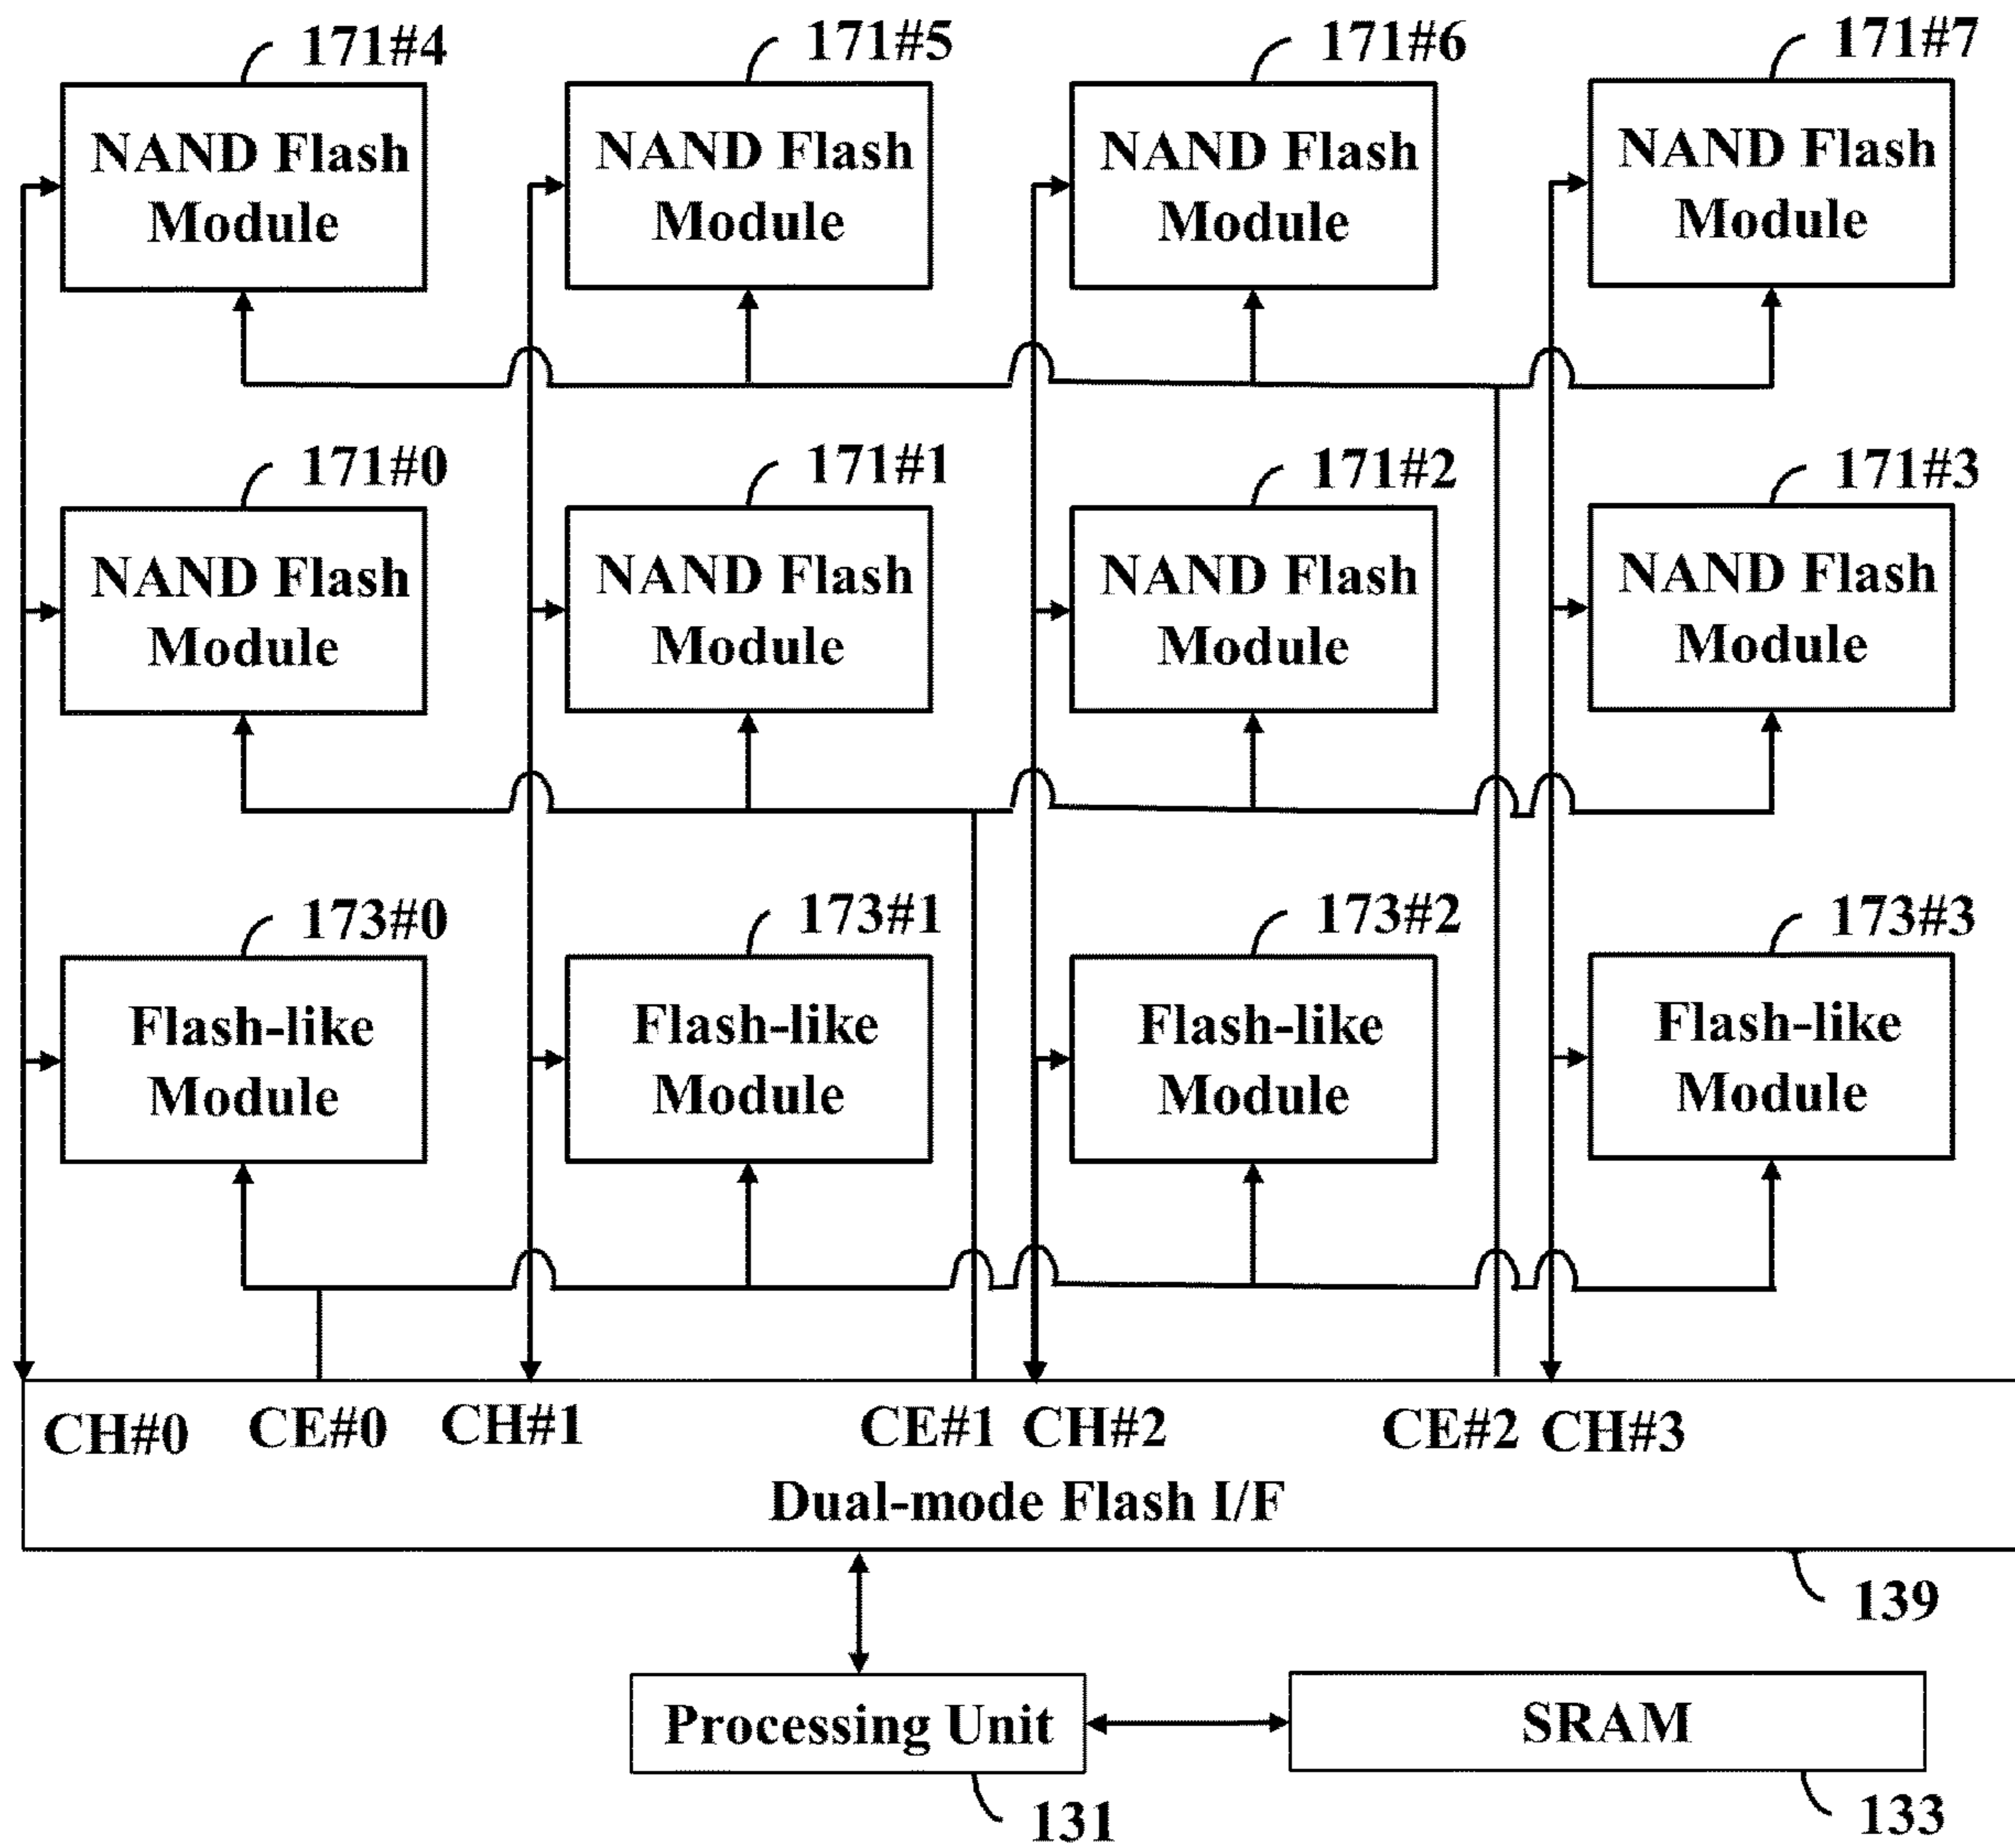 171#4 171#5 171#6 171#7
NAND Flash NAND Flash NAND Flash NAND Flash
Module Module Module Module
171#0 171#1 171#2 171#3
NAND Flash NAND Flash NAND Flash NAND Flash
Module Module Module Module
173#0 173#1 173#2 173#3
Flash-like Flash-like Flash-like Flash-like
Module Module Module Module
CH#0 CE#0 CH#1 CE#1 CH#2 CE#2 CH#3
Dual-mode Flash I/F
139
Processing Unit SRAM
131 133